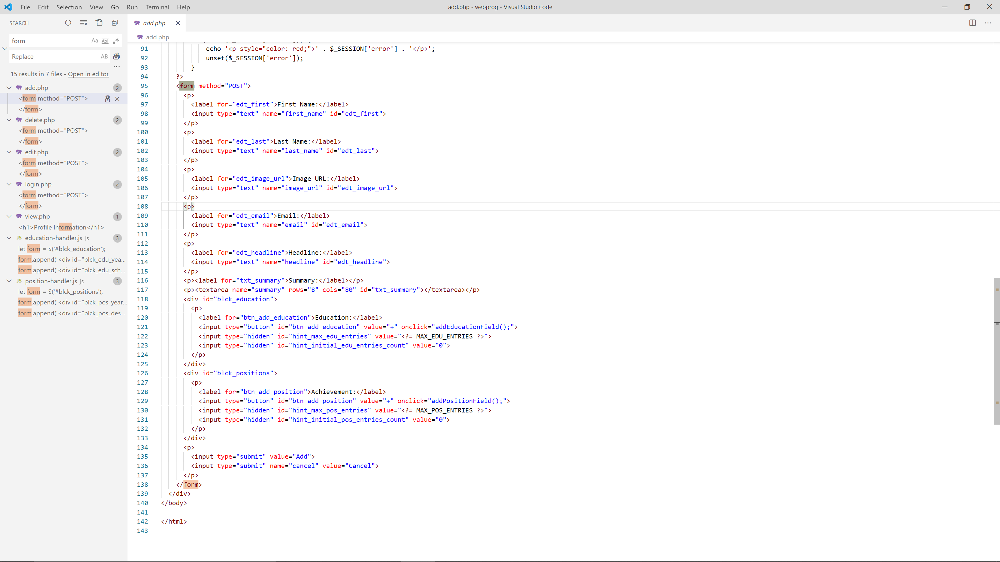 File Edit Selection View Go Run Terminal Help
add.php - webprog - Visual Studio Code
SEARCH
form
Aa Abl .*
Replace
AB
15 results in 7 files - Open in editor
add.php 2
<form method="POST">
</form>
delete.php 2
<form method="POST">
</form>
edit.php 2
<form method="POST">
</form>
login.php 2
<form method="POST">
</form>
view.php 1
<h1>Profile Information</h1>
JS education-handler.js js 3
let form = $('#blck_education');
form.append('<div id="blck_edu_yea...
form.append('<div id="blck_edu_sch...
JS position-handler.js js 3
let form = $('#blck_positions');
form.append('<div id="blck_pos_year...
form.append('<div id="blck_pos_des...
add.php
add.php
91 echo '<p style="color: red;">' . $_SESSION['error'] . '</p>';
92 unset($_SESSION['error']);
93 }
94 ?>
95 <form method="POST">
96 <p>
97 <label for="edt_first">First Name:</label>
98 <input type="text" name="first_name" id="edt_first">
99 </p>
100 <p>
101 <label for="edt_last">Last Name:</label>
102 <input type="text" name="last_name" id="edt_last">
103 </p>
104 <p>
105 <label for="edt_image_url">Image URL:</label>
106 <input type="text" name="image_url" id="edt_image_url">
107 </p>
108 <p>
109 <label for="edt_email">Email:</label>
110 <input type="text" name="email" id="edt_email">
111 </p>
112 <p>
113 <label for="edt_headline">Headline:</label>
114 <input type="text" name="headline" id="edt_headline">
115 </p>
116 <p><label for="txt_summary">Summary:</label></p>
117 <p><textarea name="summary" rows="8" cols="80" id="txt_summary"></textarea></p>
118 <div id="blck_education">
119 <p>
120 <label for="btn_add_education">Education:</label>
121 <input type="button" id="btn_add_education" value="+" onclick="addEducationField();">
122 <input type="hidden" id="hint_max_edu_entries" value="<?= MAX_EDU_ENTRIES ?>">
123 <input type="hidden" id="hint_initial_edu_entries_count" value="0">
124 </p>
125 </div>
126 <div id="blck_positions">
127 <p>
128 <label for="btn_add_position">Achievement:</label>
129 <input type="button" id="btn_add_position" value="+" onclick="addPositionField();">
130 <input type="hidden" id="hint_max_pos_entries" value="<?= MAX_POS_ENTRIES ?>">
131 <input type="hidden" id="hint_initial_pos_entries_count" value="0">
132 </p>
133 </div>
134 <p>
135 <input type="submit" value="Add">
136 <input type="submit" name="cancel" value="Cancel">
137 </p>
138 </form>
139 </div>
140 </body>
141
142 </html>
143